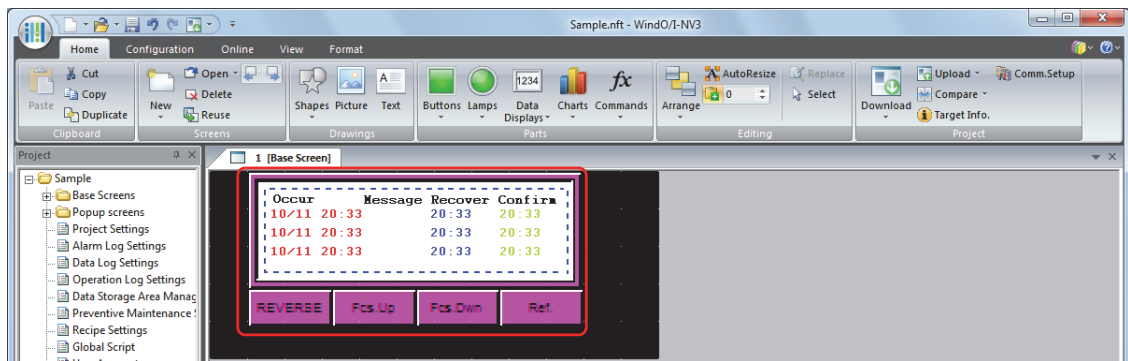 Sample.nft - WindO/I-NV3
Home Configuration Online View Format
Paste Cut Copy Duplicate
Clipboard
New Open Delete Reuse
Screens
Shapes Picture Text
Drawings
Buttons Lamps 1234 Data Displays Charts fx Commands
Parts
Arrange AutoResize 0 Replace Select
Editing
Download Upload Compare Target Info. Comm.Setup
Project
Project
1 [Base Screen]
Sample
Base Screens
Popup screens
Project Settings
Alarm Log Settings
Data Log Settings
Operation Log Settings
Data Storage Area Manag
Preventive Maintenance
Recipe Settings
Global Script
Occur Message Recover Confirm
10/11 20:33 20:33 20:33
10/11 20:33 20:33 20:33
10/11 20:33 20:33 20:33
REVERSE Fcs.Up Fcs.Dwn Ref.